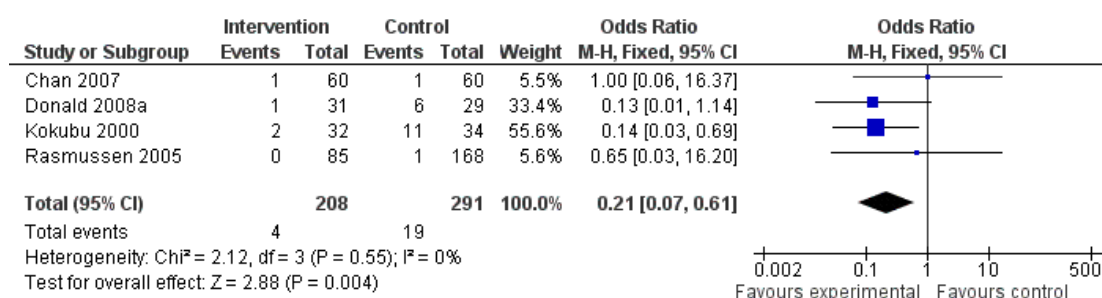 Intervention Control Odds Ratio Odds Ratio
Study or Subgroup Events Total Events Total Weight M-H, Fixed, 95% CI M-H, Fixed, 95% CI
Chan 2007 1 60 1 60 5.5% 1.00 [0.06, 16.37]
Donald 2008a 1 31 6 29 33.4% 0.13 [0.01, 1.14]
Kokubu 2000 2 32 11 34 55.6% 0.14 [0.03, 0.69]
Rasmussen 2005 0 85 1 168 5.6% 0.65 [0.03, 16.20]
Total (95% CI) 208 291 100.0% 0.21 [0.07, 0.61]
Total events 4 19
Heterogeneity: Chi² = 2.12, df = 3 (P = 0.55); I² = 0%
Test for overall effect: Z = 2.88 (P = 0.004)
0.002 0.1 1 10 500
Favours experimental Favours control